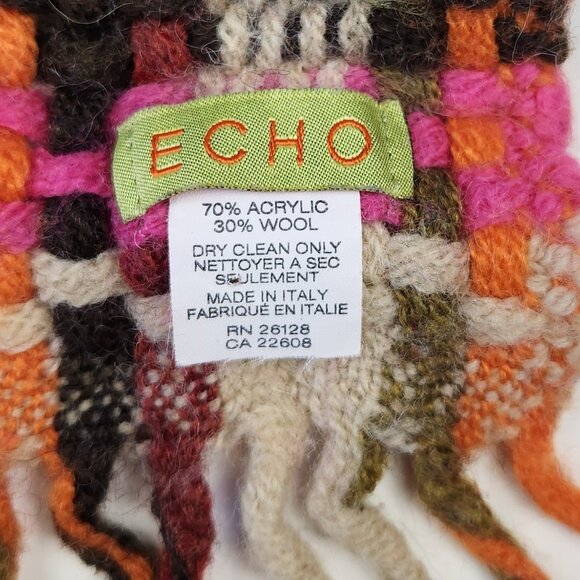 ECHO
70% ACRYLIC
30% WOOL
DRY CLEAN ONLY
NETTOYER A SEC
SEULEMENT
MADE IN ITALY
FABRIQUÉ EN ITALIE
RN 26128
CA 22608